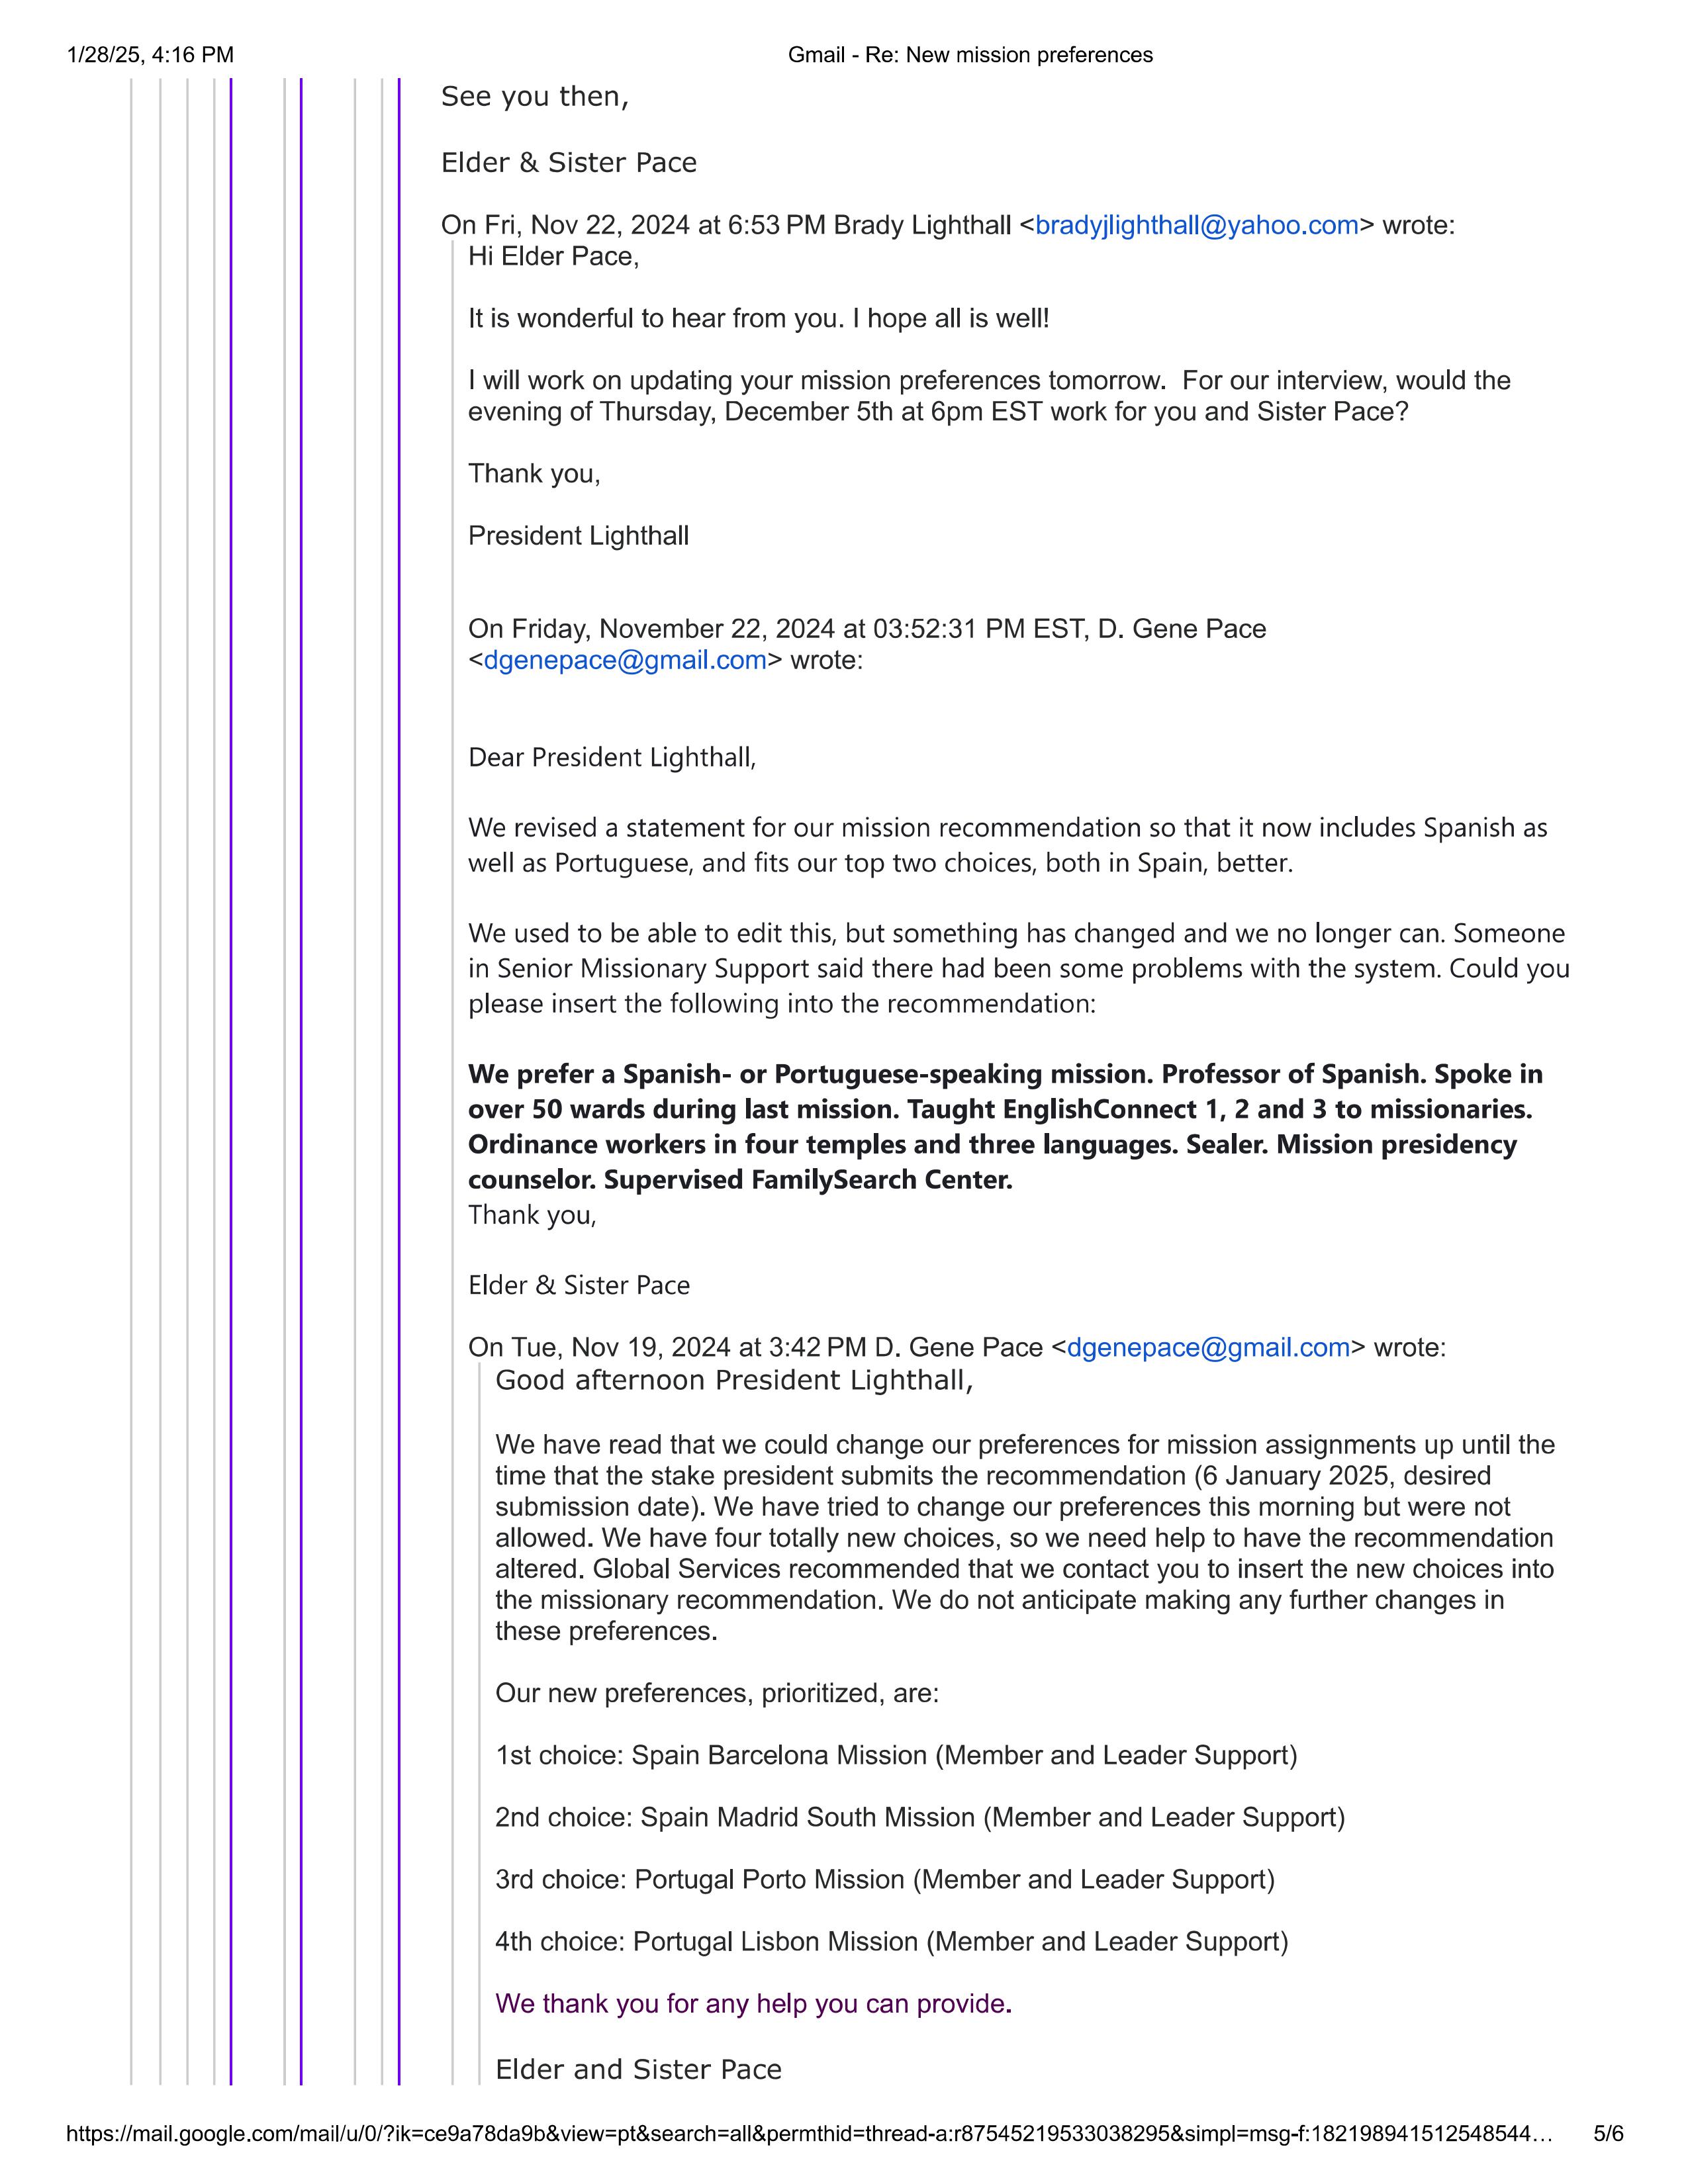 1/28/25, 4:16 PM
Gmail - Re: New mission preferences
See you then,
Elder & Sister Pace
On Fri, Nov 22, 2024 at 6:53 PM Brady Lighthall <bradyjlighthall@yahoo.com> wrote:
Hi Elder Pace,
It is wonderful to hear from you. I hope all is well!
I will work on updating your mission preferences tomorrow.  For our interview, would the
evening of Thursday, December 5th at 6pm EST work for you and Sister Pace?
Thank you,
President Lighthall
On Friday, November 22, 2024 at 03:52:31 PM EST, D. Gene Pace
<dgenepace@gmail.com> wrote:
Dear President Lighthall,
We revised a statement for our mission recommendation so that it now includes Spanish as
well as Portuguese, and fits our top two choices, both in Spain, better.
We used to be able to edit this, but something has changed and we no longer can. Someone
in Senior Missionary Support said there had been some problems with the system. Could you
please insert the following into the recommendation:
We prefer a Spanish- or Portuguese-speaking mission. Professor of Spanish. Spoke in
over 50 wards during last mission. Taught EnglishConnect 1, 2 and 3 to missionaries.
Ordinance workers in four temples and three languages. Sealer. Mission presidency
counselor. Supervised FamilySearch Center.
Thank you,
Elder & Sister Pace
On Tue, Nov 19, 2024 at 3:42 PM D. Gene Pace <dgenepace@gmail.com> wrote:
Good afternoon President Lighthall,
We have read that we could change our preferences for mission assignments up until the
time that the stake president submits the recommendation (6 January 2025, desired
submission date). We have tried to change our preferences this morning but were not
allowed. We have four totally new choices, so we need help to have the recommendation
altered. Global Services recommended that we contact you to insert the new choices into
the missionary recommendation. We do not anticipate making any further changes in
these preferences.
Our new preferences, prioritized, are:
1st choice: Spain Barcelona Mission (Member and Leader Support)
2nd choice: Spain Madrid South Mission (Member and Leader Support)
3rd choice: Portugal Porto Mission (Member and Leader Support)
4th choice: Portugal Lisbon Mission (Member and Leader Support)
We thank you for any help you can provide.
Elder and Sister Pace
https://mail.google.com/mail/u/0/?ik=ce9a78da9b&view=pt&search=all&permthid=thread-a:r87545219533038295&simpl=msg-f:182198941512548544…
5/6